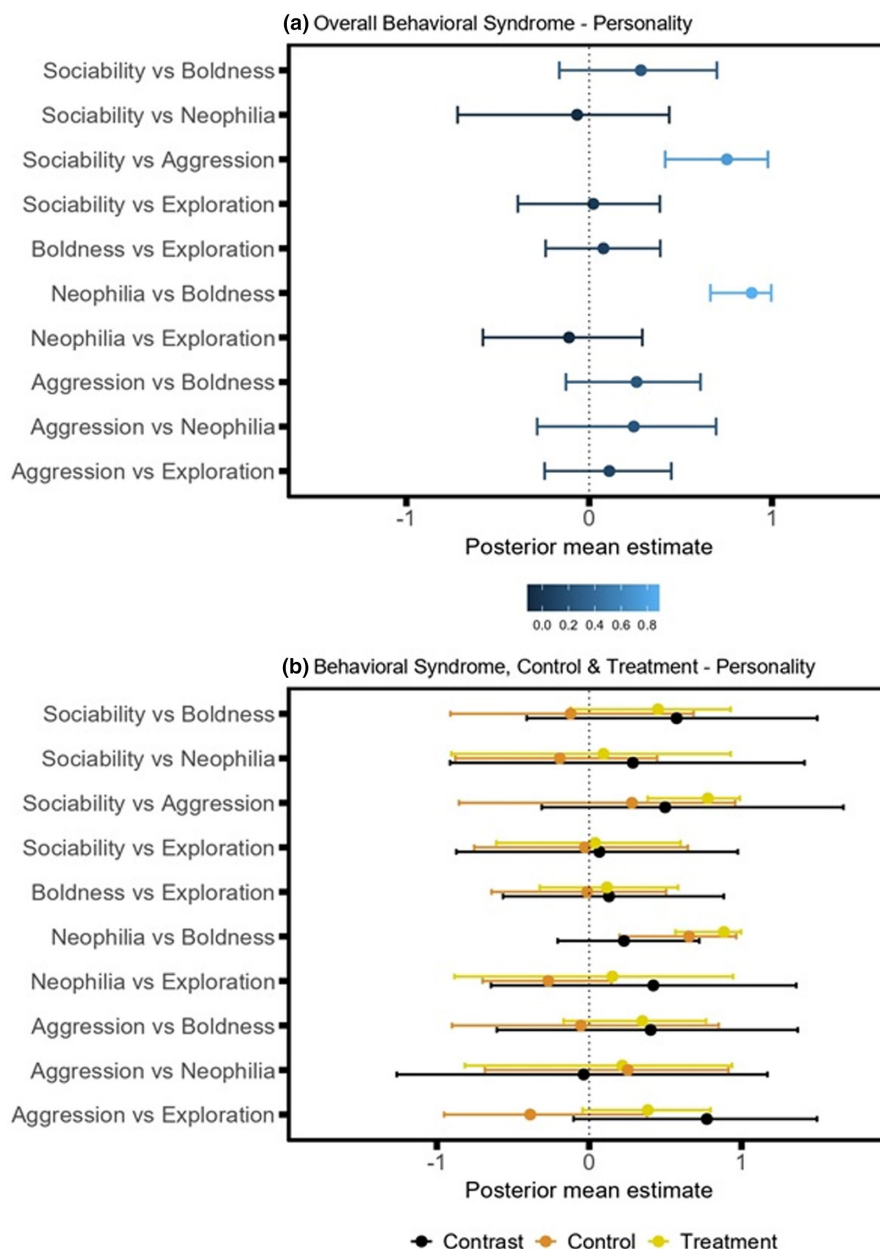 (a) Overall Behavioral Syndrome - Personality
Sociability vs Boldness
Sociability vs Neophilia
Sociability vs Aggression
Sociability vs Exploration
Boldness vs Exploration
Neophilia vs Boldness
Neophilia vs Exploration
Aggression vs Boldness
Aggression vs Neophilia
Aggression vs Exploration
-1 0 1
Posterior mean estimate
0.0 0.2 0.4 0.6 0.8
(b) Behavioral Syndrome, Control & Treatment - Personality
Sociability vs Boldness
Sociability vs Neophilia
Sociability vs Aggression
Sociability vs Exploration
Boldness vs Exploration
Neophilia vs Boldness
Neophilia vs Exploration
Aggression vs Boldness
Aggression vs Neophilia
Aggression vs Exploration
-1 0 1
Posterior mean estimate
Contrast Control Treatment